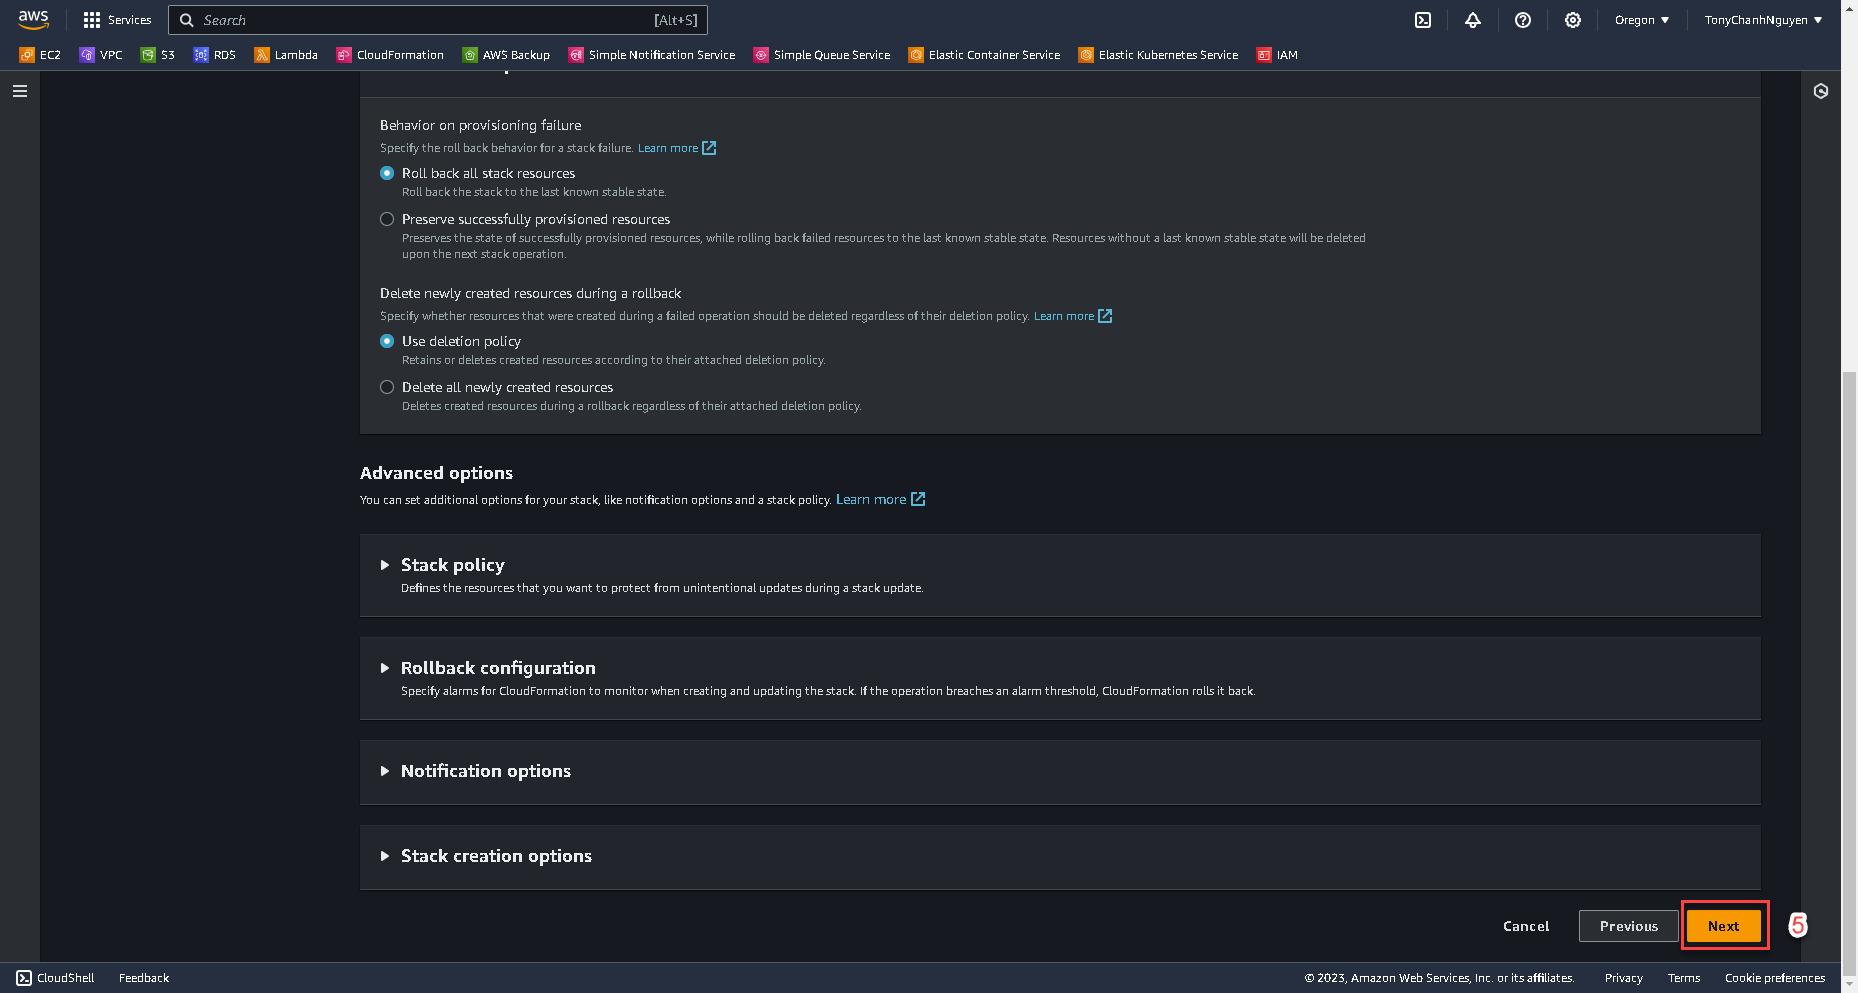 aws
Services
Search
[Alt+S]
Oregon ▼
TonyChanhNguyen ▼
EC2
VPC
S3
RDS
Lambda
CloudFormation
AWS Backup
Simple Notification Service
Simple Queue Service
Elastic Container Service
Elastic Kubernetes Service
IAM
Behavior on provisioning failure
Specify the roll back behavior for a stack failure. Learn more
Roll back all stack resources
Roll back the stack to the last known stable state.
Preserve successfully provisioned resources
Preserves the state of successfully provisioned resources, while rolling back failed resources to the last known stable state. Resources without a last known stable state will be deleted
upon the next stack operation.
Delete newly created resources during a rollback
Specify whether resources that were created during a failed operation should be deleted regardless of their deletion policy. Learn more
Use deletion policy
Retains or deletes created resources according to their attached deletion policy.
Delete all newly created resources
Deletes created resources during a rollback regardless of their attached deletion policy.
Advanced options
You can set additional options for your stack, like notification options and a stack policy. Learn more
Stack policy
Defines the resources that you want to protect from unintentional updates during a stack update.
Rollback configuration
Specify alarms for CloudFormation to monitor when creating and updating the stack. If the operation breaches an alarm threshold, CloudFormation rolls it back.
Notification options
Stack creation options
Cancel
Previous
Next
5
CloudShell
Feedback
© 2023, Amazon Web Services, Inc. or its affiliates.
Privacy
Terms
Cookie preferences